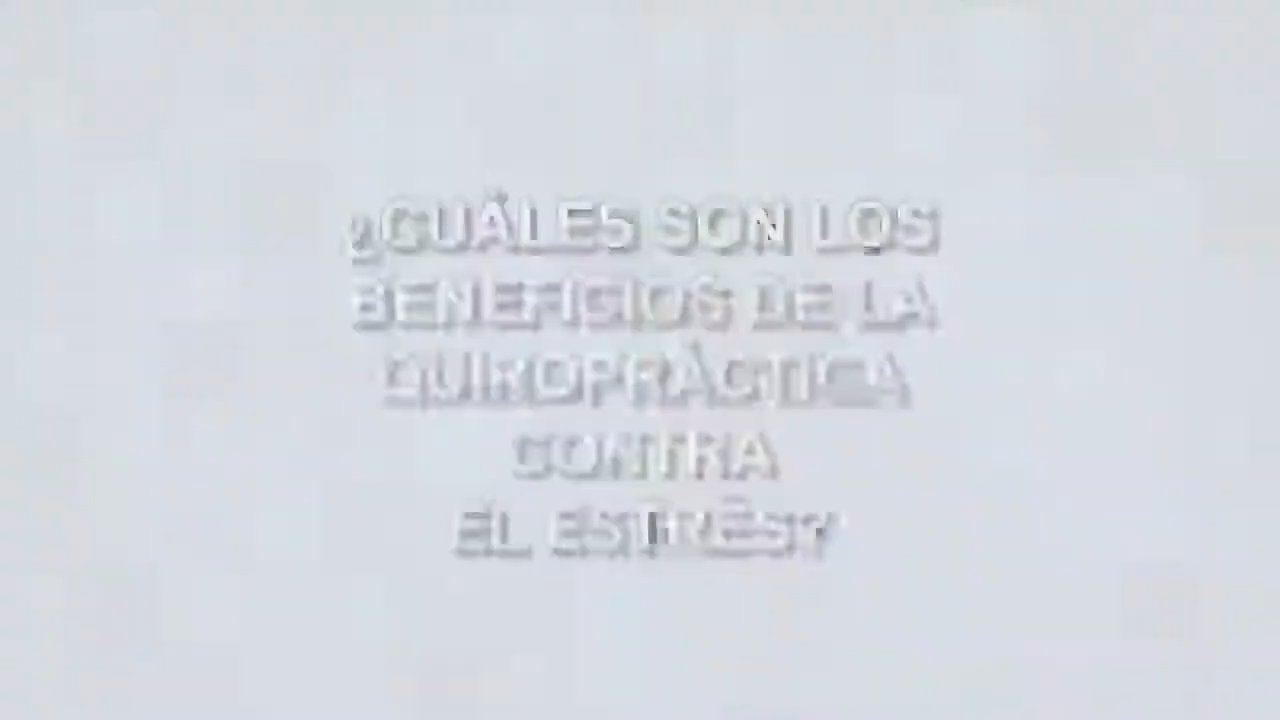 ¿CUÁLES SON LOS
BENEFICIOS DE LA
QUIROPRÁCTICA
CONTRA
EL ESTRÉS?